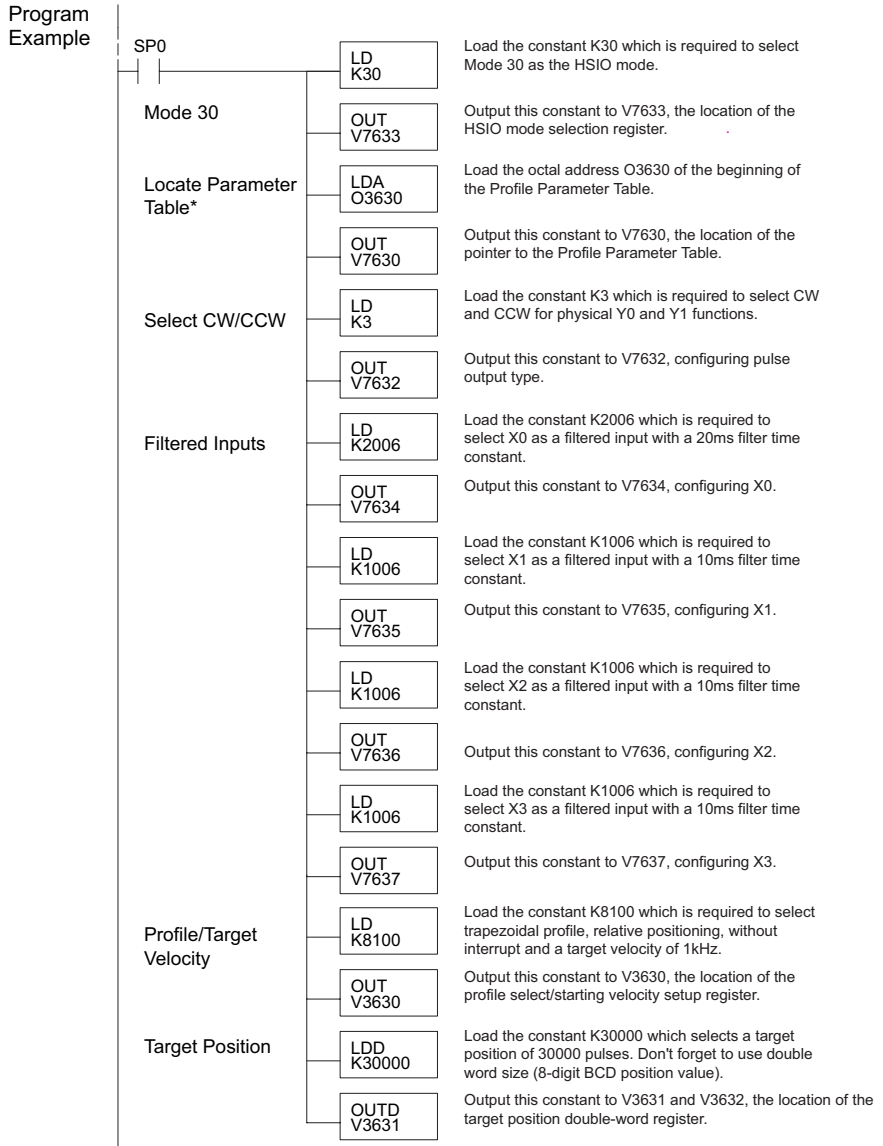 Program
Example
SP0
LD
K30
Load the constant K30 which is required to select
Mode 30 as the HSIO mode.
Mode 30
OUT
V7633
Output this constant to V7633, the location of the
HSIO mode selection register.
Locate Parameter
Table*
LDA
O3630
Load the octal address O3630 of the beginning of
the Profile Parameter Table.
OUT
V7630
Output this constant to V7630, the location of the
pointer to the Profile Parameter Table.
Select CW/CCW
LD
K3
Load the constant K3 which is required to select CW
and CCW for physical Y0 and Y1 functions.
OUT
V7632
Output this constant to V7632, configuring pulse
output type.
Filtered Inputs
LD
K2006
Load the constant K2006 which is required to
select X0 as a filtered input with a 20ms filter time
constant.
OUT
V7634
Output this constant to V7634, configuring X0.
LD
K1006
Load the constant K1006 which is required to
select X1 as a filtered input with a 10ms filter time
constant.
OUT
V7635
Output this constant to V7635, configuring X1.
LD
K1006
Load the constant K1006 which is required to
select X2 as a filtered input with a 10ms filter time
constant.
OUT
V7636
Output this constant to V7636, configuring X2.
LD
K1006
Load the constant K1006 which is required to
select X3 as a filtered input with a 10ms filter time
constant.
OUT
V7637
Output this constant to V7637, configuring X3.
Profile/Target
Velocity
LD
K8100
Load the constant K8100 which is required to select
trapezoidal profile, relative positioning, without
interrupt and a target velocity of 1kHz.
OUT
V3630
Output this constant to V3630, the location of the
profile select/starting velocity setup register.
Target Position
LDD
K30000
Load the constant K30000 which selects a target
position of 30000 pulses. Don't forget to use double
word size (8-digit BCD position value).
OUTD
V3631
Output this constant to V3631 and V3632, the location of the
target position double-word register.